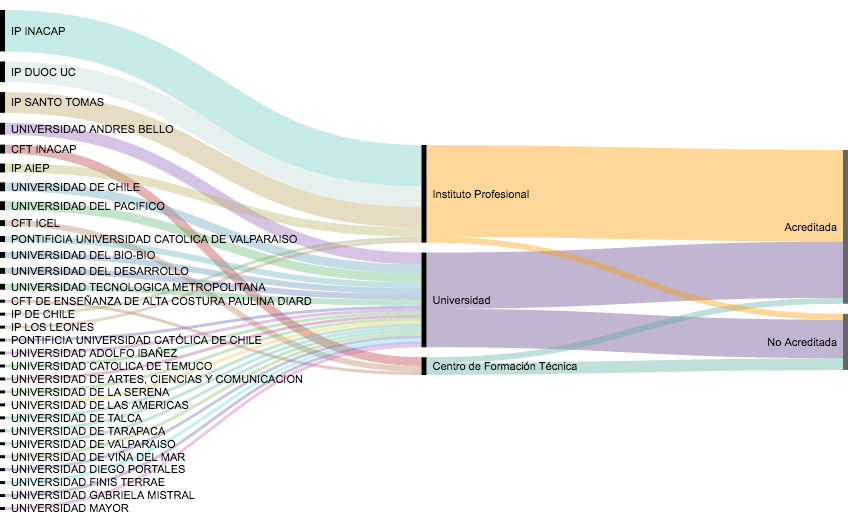 IP INACAP
IP DUOC UC
IP SANTO TOMAS
UNIVERSIDAD ANDRES BELLO
CFT INACAP
IP AIEP
UNIVERSIDAD DE CHILE
UNIVERSIDAD DEL PACIFICO
CFT ICEL
PONTIFICIA UNIVERSIDAD CATOLICA DE VALPARAISO
UNIVERSIDAD DEL BIO-BIO
UNIVERSIDAD DEL DESARROLLO
UNIVERSIDAD TECNOLOGICA METROPOLITANA
CFT DE ENSEÑANZA DE ALTA COSTURA PAULINA DIARD
IP DE CHILE
IP LOS LEONES
PONTIFICIA UNIVERSIDAD CATÓLICA DE CHILE
UNIVERSIDAD ADOLFO IBAÑEZ
UNIVERSIDAD CATOLICA DE TEMUCO
UNIVERSIDAD DE ARTES, CIENCIAS Y COMUNICACION
UNIVERSIDAD DE LA SERENA
UNIVERSIDAD DE LAS AMERICAS
UNIVERSIDAD DE TALCA
UNIVERSIDAD DE TARAPACA
UNIVERSIDAD DE VALPARAISO
UNIVERSIDAD DE VIÑA DEL MAR
UNIVERSIDAD DIEGO PORTALES
UNIVERSIDAD FINIS TERRAE
UNIVERSIDAD GABRIELA MISTRAL
UNIVERSIDAD MAYOR
Instituto Profesional
Universidad
Centro de Formación Técnica
Acreditada
No Acreditada